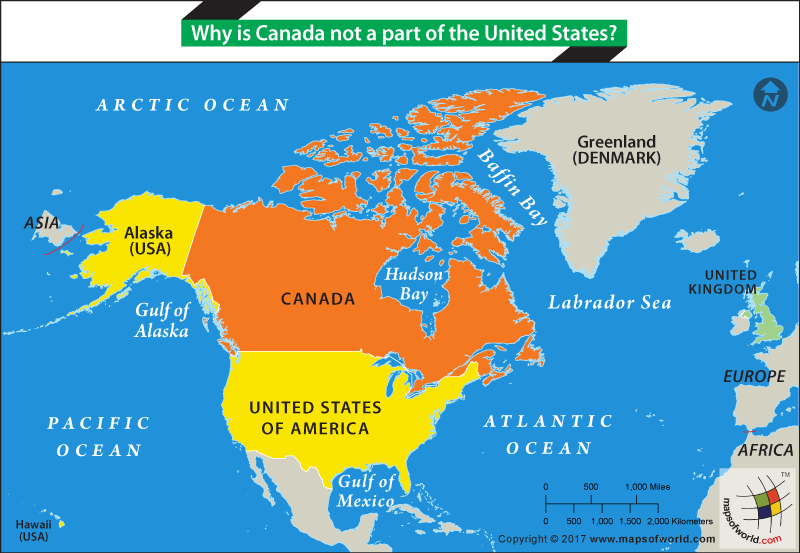 Why is Canada not a part of the United States?
ARCTIC OCEAN
N
Greenland
(DENMARK)
Baffin Bay
ASIA
Alaska
(USA)
Hudson
Bay
UNITED
KINGDOM
CANADA
Labrador Sea
Gulf of
Alaska
EUROPE
UNITED STATES
OF AMERICA
PACIFIC
OCEAN
ATLANTIC
OCEAN
AFRICA
Gulf of
Mexico
0 500 1,000 Miles
0 500 1,000 1,500 2,000 Kilometers
TM
mapsofworld.com
Hawaii
(USA)
Copyright © 2017 www.mapsofworld.com